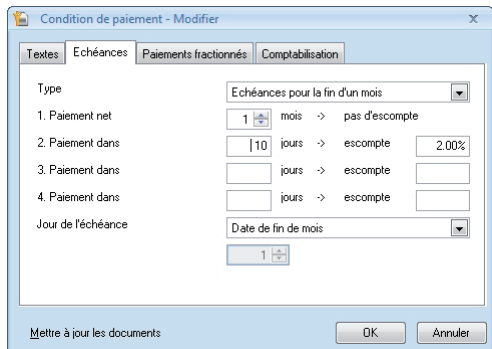 Condition de paiement - Modifier x
Textes Echéances Paiements fractionnés Comptabilisation
Type Echéances pour la fin d'un mois
1. Paiement net 1 mois -> pas d'escompte
2. Paiement dans 10 jours -> escompte 2.00%
3. Paiement dans jours -> escompte
4. Paiement dans jours -> escompte
Jour de l'échéance Date de fin de mois
1
Mettre à jour les documents OK Annuler